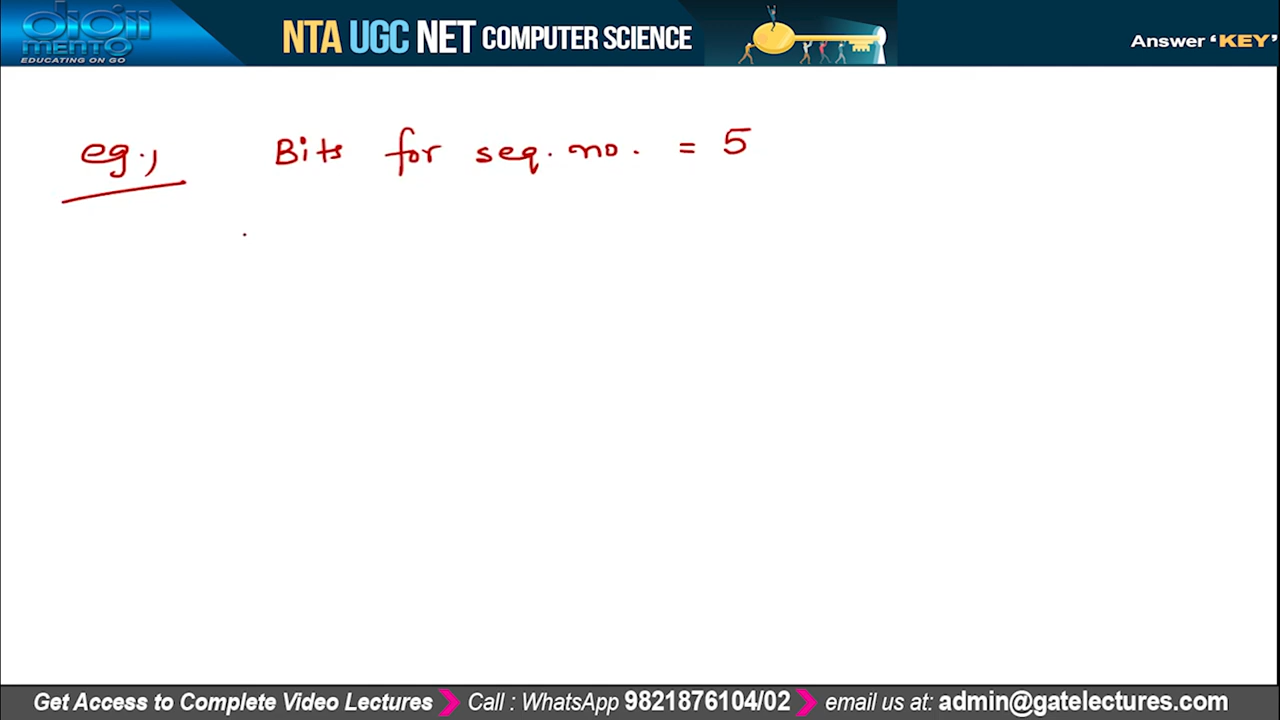 digii
MENTO
EDUCATING ON GO
NTA UGC NET COMPUTER SCIENCE
Answer ‘KEY’
eg., Bits for seq. no. = 5
Get Access to Complete Video Lectures Call : WhatsApp 9821876104/02 email us at: admin@gatelectures.com